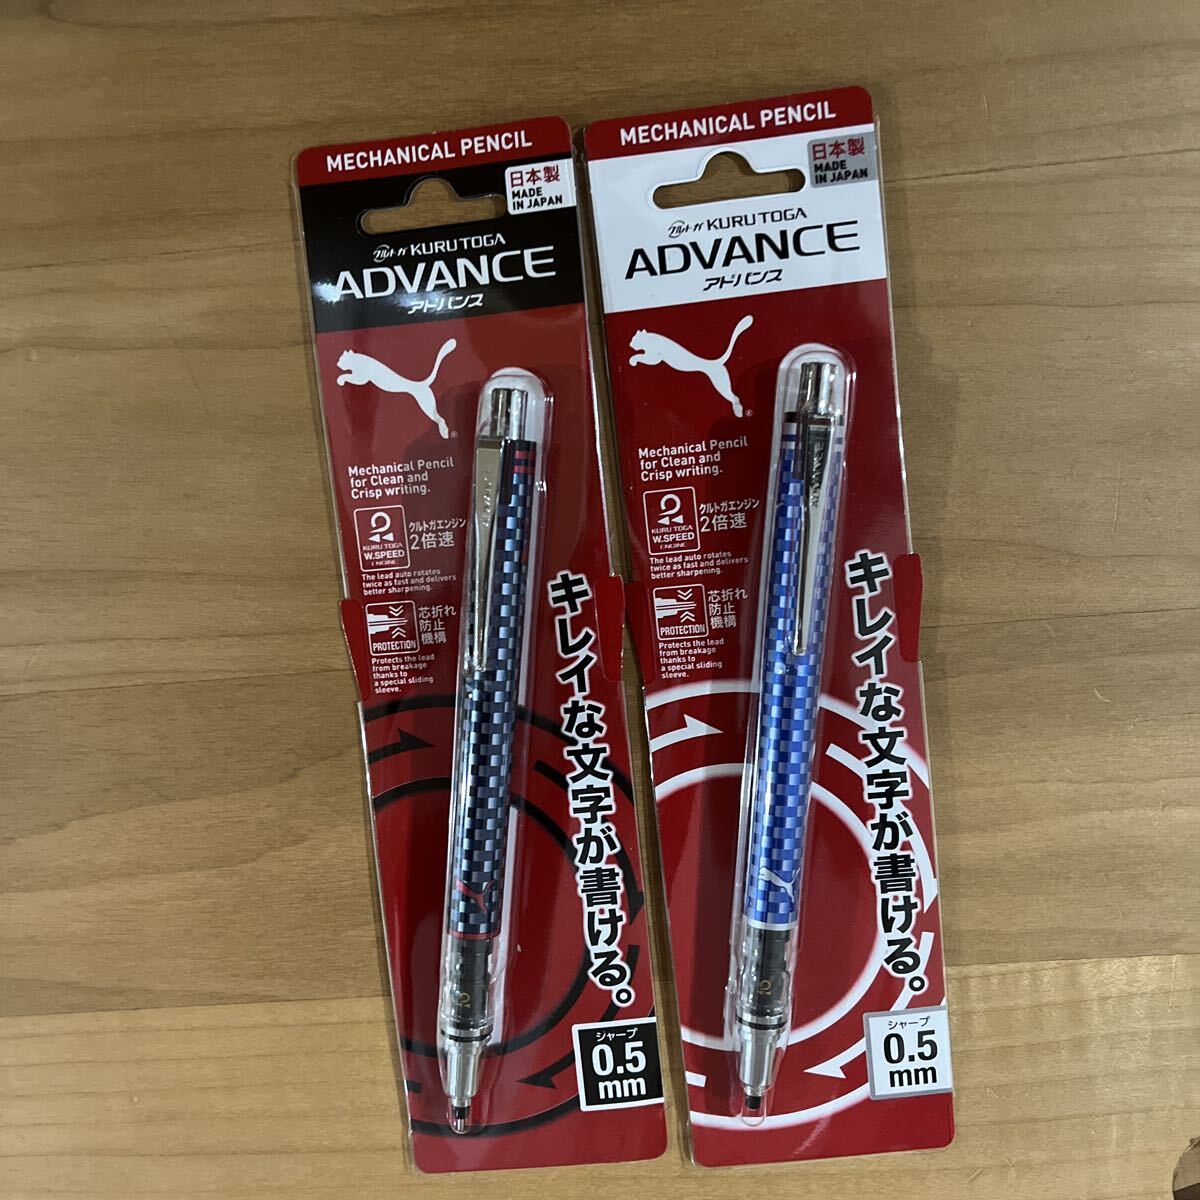 MECHANICAL PENCIL
日本製
MADE
IN JAPAN
クルトガ KURU TOGA
ADVANCE
アドバンス
Mechanical Pencil
for Clean and
Crisp writing.
KURU TOGA
W.SPEED
ENGINE
クルトガエンジン
2倍速
The lead auto rotates
twice as fast and delivers
better sharpening.
PROTECTION
芯折れ
防止
機構
Protects the lead
from breakage
thanks to
a special sliding
sleeve.
キレイな文字が書ける。
シャープ
0.5
mm
MECHANICAL PENCIL
日本製
MADE
IN JAPAN
クルトガ KURU TOGA
ADVANCE
アドバンス
Mechanical Pencil
for Clean and
Crisp writing.
KURU TOGA
W.SPEED
ENGINE
クルトガエンジン
2倍速
The lead auto rotates
twice as fast and delivers
better sharpening.
PROTECTION
芯折れ
防止
機構
Protects the lead
from breakage
thanks to
a special sliding
sleeve.
ADVANCE
キレイな文字が書ける。
シャープ
0.5
mm